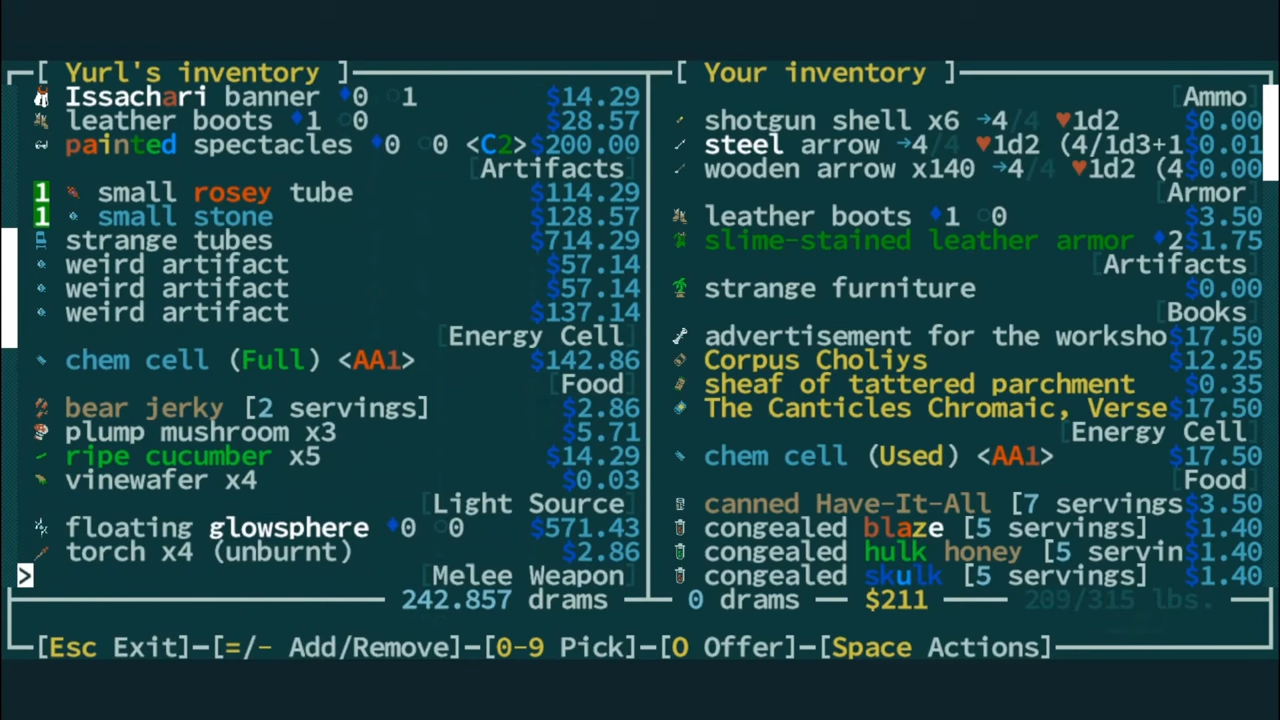 [ Yurl's inventory ]
Issachari banner ♦0 ○1 $14.29
leather boots ♦1 ○0 $28.57
painted spectacles ♦0 ○0 <C2> $200.00
[Artifacts]
1 small rosey tube $114.29
1 small stone $128.57
strange tubes $714.29
weird artifact $57.14
weird artifact $57.14
weird artifact $137.14
[Energy Cell]
chem cell (Full) <AA1> $142.86
[Food]
bear jerky [2 servings] $2.86
plump mushroom x3 $5.71
ripe cucumber x5 $14.29
vinewafer x4 $0.03
[Light Source]
floating glowsphere ♦0 ○0 $571.43
torch x4 (unburnt) $2.86
> [Melee Weapon]
242.857 drams
[ Your inventory ]
[Ammo]
shotgun shell x6 →4/4 ♥1d2 $0.00
steel arrow →4/4 ♥1d2 (4/1d3+1 $0.01
wooden arrow x140 →4/4 ♥1d2 (4 $0.00
[Armor]
leather boots ♦1 ○0 $3.50
slime-stained leather armor ♦2 $1.75
[Artifacts]
strange furniture $0.00
[Books]
advertisement for the worksho $17.50
Corpus Choliys $12.25
sheaf of tattered parchment $0.35
The Canticles Chromaic, Verse $17.50
[Energy Cell]
chem cell (Used) <AA1> $17.50
[Food]
canned Have-It-All [7 servings $3.50
congealed blaze [5 servings] $1.40
congealed hulk honey [5 servin $1.40
congealed skulk [5 servings] $1.40
0 drams $211 209/315 lbs.
[Esc Exit]-[=/- Add/Remove]-[0-9 Pick]-[O Offer]-[Space Actions]